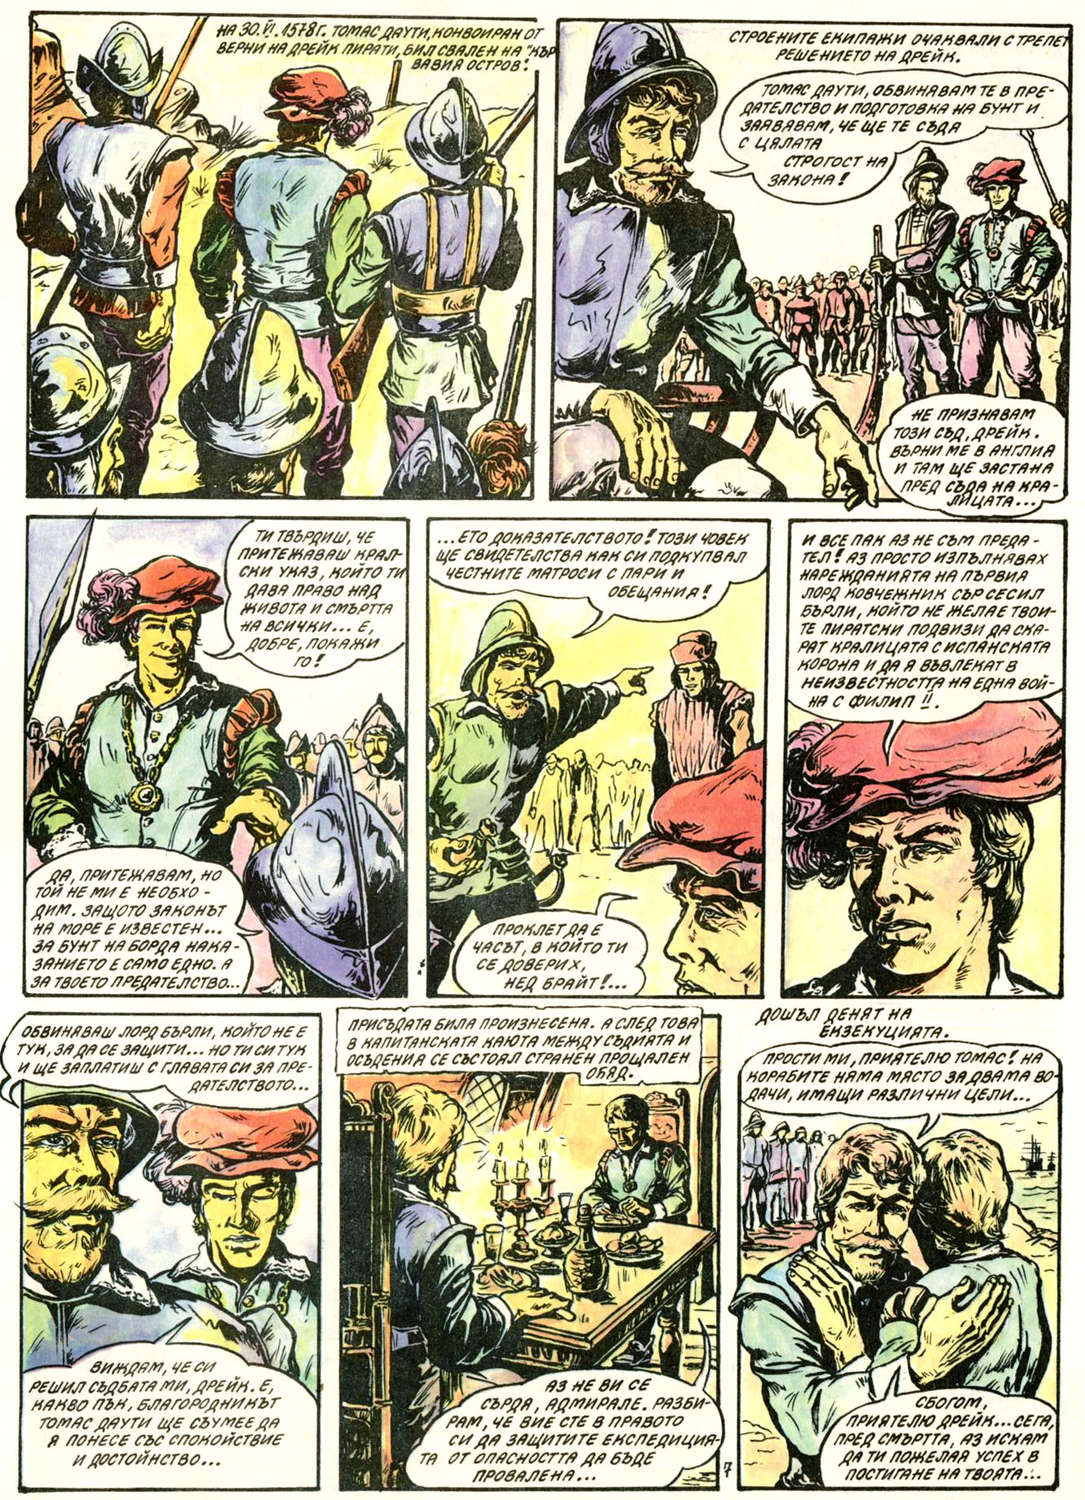 НА 30.VI.1578 Г. ТОМАС ДАУТИ, КОНВОИРАН ОТ
ВЕРНИ НА ДРЕЙК ПИРАТИ, БИЛ СВАЛЕН НА "КЪР
ВАВИЯ ОСТРОВ".
СТРОЕНИТЕ ЕКИПАЖИ ОЧАКВАЛИ С ТРЕПЕТ
РЕШЕНИЕТО НА ДРЕЙК.
ТОМАС ДАУТИ, ОБВИНЯВАМ ТЕ В ПРЕ-
ДАТЕЛСТВО И ПОДГОТОВКА НА БУНТ И
ЗАЯВЯВАМ, ЧЕ ЩЕ ТЕ СЪДЯ
С ЦЯЛАТА
СТРОГОСТ НА
ЗАКОНА!
НЕ ПРИЗНАВАМ
ТОЗИ СЪД, ДРЕЙК.
ВЪРНИ МЕ В АНГЛИЯ
И ТАМ ЩЕ ЗАСТАНА
ПРЕД СЪДА НА КРА-
ЛИЦАТА...
ТИ ТВЪРДИШ, ЧЕ
ПРИТЕЖАВАШ КРАЛ-
СКИ УКАЗ, КОЙТО ТИ
ДАВА ПРАВО НАД
ЖИВОТА И СМЪРТТА
НА ВСИЧКИ... Е,
ДОБРЕ, ПОКАЖИ
ГО!
ДА, ПРИТЕЖАВАМ, НО
ТОЙ НЕ МИ Е НЕОБХО-
ДИМ. ЗАЩОТО ЗАКОНЪТ
НА МОРЕ Е ИЗВЕСТЕН...
ЗА БУНТ НА БОРДА НАКА-
ЗАНИЕТО Е САМО ЕДНО. А
ЗА ТВОЕТО ПРЕДАТЕЛСТВО...
...ЕТО ДОКАЗАТЕЛСТВОТО! ТОЗИ ЧОВЕК
ЩЕ СВИДЕТЕЛСТВА КАК СИ ПОДКУПВАЛ
ЧЕСТНИТЕ МАТРОСИ С ПАРИ И
ОБЕЩАНИЯ!
ПРОКЛЕТ ДА Е
ЧАСЪТ, В КОЙТО ТИ
СЕ ДОВЕРИХ,
НЕД БРАЙТ!...
И ВСЕ ПАК АЗ НЕ СЪМ ПРЕДА-
ТЕЛ! АЗ ПРОСТО ИЗПЪЛНЯВАХ
НАРЕЖДАНИЯТА НА ПЪРВИЯ
ЛОРД КОВЧЕЖНИК СЪР СЕСИЛ
БЪРЛИ, КОЙТО НЕ ЖЕЛАЕ ТВОИ-
ТЕ ПИРАТСКИ ПОДВИЗИ ДА СКА-
РАТ КРАЛИЦАТА С ИСПАНСКАТА
КОРОНА И ДА Я ВЪВЛЕКАТ В
НЕИЗВЕСТНОСТТА НА ЕДНА ВОЙ-
НА С ФИЛИП II.
ОБВИНЯВАШ ЛОРД БЪРЛИ, КОЙТО НЕ Е
ТУК, ЗА ДА СЕ ЗАЩИТИ... НО ТИ СИ ТУК
И ЩЕ ЗАПЛАТИШ С ГЛАВАТА СИ ЗА ПРЕ-
ДАТЕЛСТВОТО...
ВИЖДАМ, ЧЕ СИ
РЕШИЛ СЪДБАТА МИ, ДРЕЙК. Е,
КАКВО ПЪК, БЛАГОРОДНИКЪТ
ТОМАС ДАУТИ ЩЕ СЪУМЕЕ ДА
Я ПОНЕСЕ СЪС СПОКОЙСТВИЕ
И ДОСТОЙНСТВО...
ПРИСЪДАТА БИЛА ПРОИЗНЕСЕНА. А СЛЕД ТОВА
В КАПИТАНСКАТА КАЮТА МЕЖДУ СЪДИЯТА И
ОСЪДЕНИЯ СЕ СЪСТОЯЛ СТРАНЕН ПРОЩАЛЕН
ОБЯД.
АЗ НЕ ВИ СЕ
СЪРДЯ, АДМИРАЛЕ. РАЗБИ-
РАМ, ЧЕ ВИЕ СТЕ В ПРАВОТО
СИ ДА ЗАЩИТИТЕ ЕКСПЕДИЦИЯ-
ТА ОТ ОПАСНОСТТА ДА БЪДЕ
ПРОВАЛЕНА...
7
ДОШЪЛ ДЕНЯТ НА
ЕКЗЕКУЦИЯТА.
ПРОСТИ МИ, ПРИЯТЕЛЮ ТОМАС! НА
КОРАБИТЕ НЯМА МЯСТО ЗА ДВАМА ВО-
ДАЧИ, ИМАЩИ РАЗЛИЧНИ ЦЕЛИ...
СБОГОМ,
ПРИЯТЕЛЮ ДРЕЙК... СЕГА,
ПРЕД СМЪРТТА, АЗ ИСКАМ
ДА ТИ ПОЖЕЛАЯ УСПЕХ В
ПОСТИГАНЕ НА ТВОЯТА...